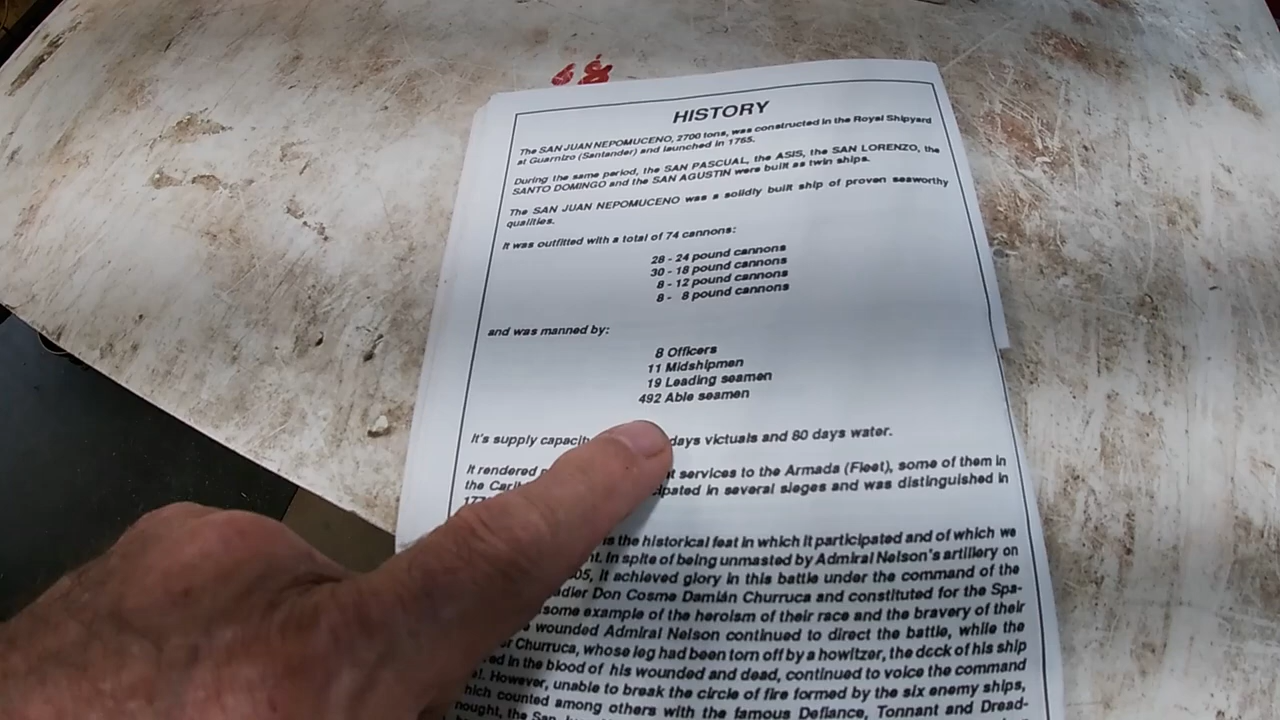 68
HISTORY
The SAN JUAN NEPOMUCENO, 2700 tons, was constructed in the Royal Shipyard
at Guarnizo (Santander) and launched in 1765.
During the same period, the SAN PASCUAL, the ASIS, the SAN LORENZO, the
SANTO DOMINGO and the SAN AGUSTIN were built as twin ships.
The SAN JUAN NEPOMUCENO was a solidly built ship of proven seaworthy
qualities.
It was outfitted with a total of 74 cannons:
28 - 24 pound cannons
30 - 18 pound cannons
8 - 12 pound cannons
8 - 8 pound cannons
and was manned by:
8 Officers
11 Midshipmen
19 Leading seamen
492 Able seamen
It's supply capacity days victuals and 80 days water.
It rendered services to the Armada (Fleet), some of them in
the in several sieges and was distinguished in
is the historical feat in which it participated and of which we
In spite of being unmasted by Admiral Nelson's artillery on
it achieved glory in this battle under the command of the
Don Cosme Damián Churruca and constituted for the Spa-
some example of the heroism of their race and the bravery of their
wounded Admiral Nelson continued to direct the battle, while the
Churruca, whose leg had been torn off by a howitzer, the deck of his ship
in the blood of his wounded and dead, continued to voice the command
However, unable to break the circle of fire formed by the six enemy ships,
which counted among others with the famous Defiance, Tonnant and Dread-
nought, the San